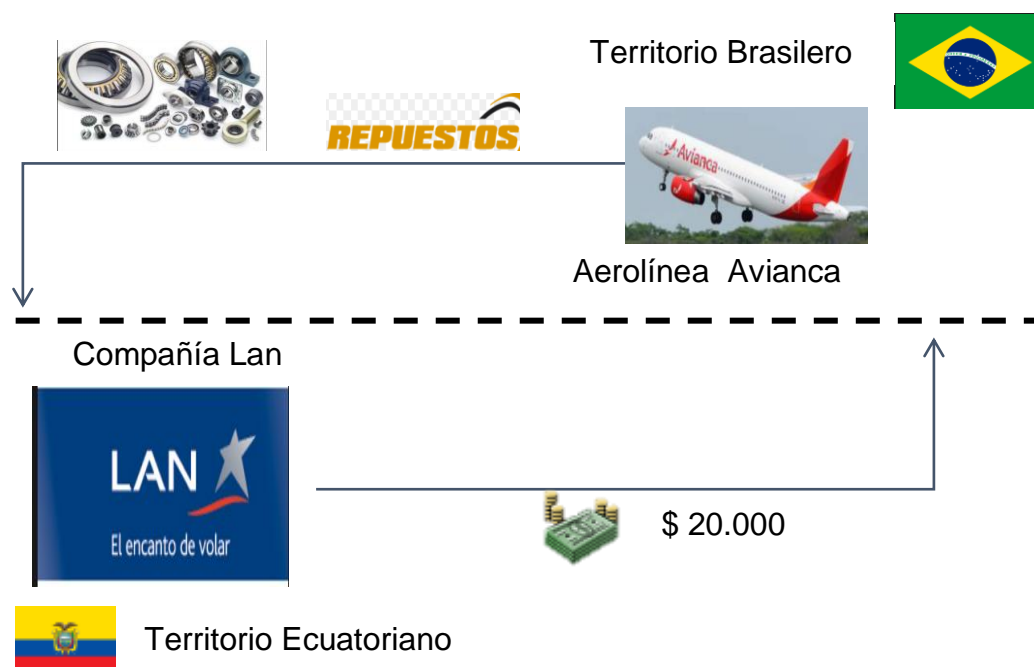 Territorio Brasilero
REPUESTOS
Avianca
Aerolínea Avianca
Compañía Lan
LAN
El encanto de volar
$ 20.000
Territorio Ecuatoriano